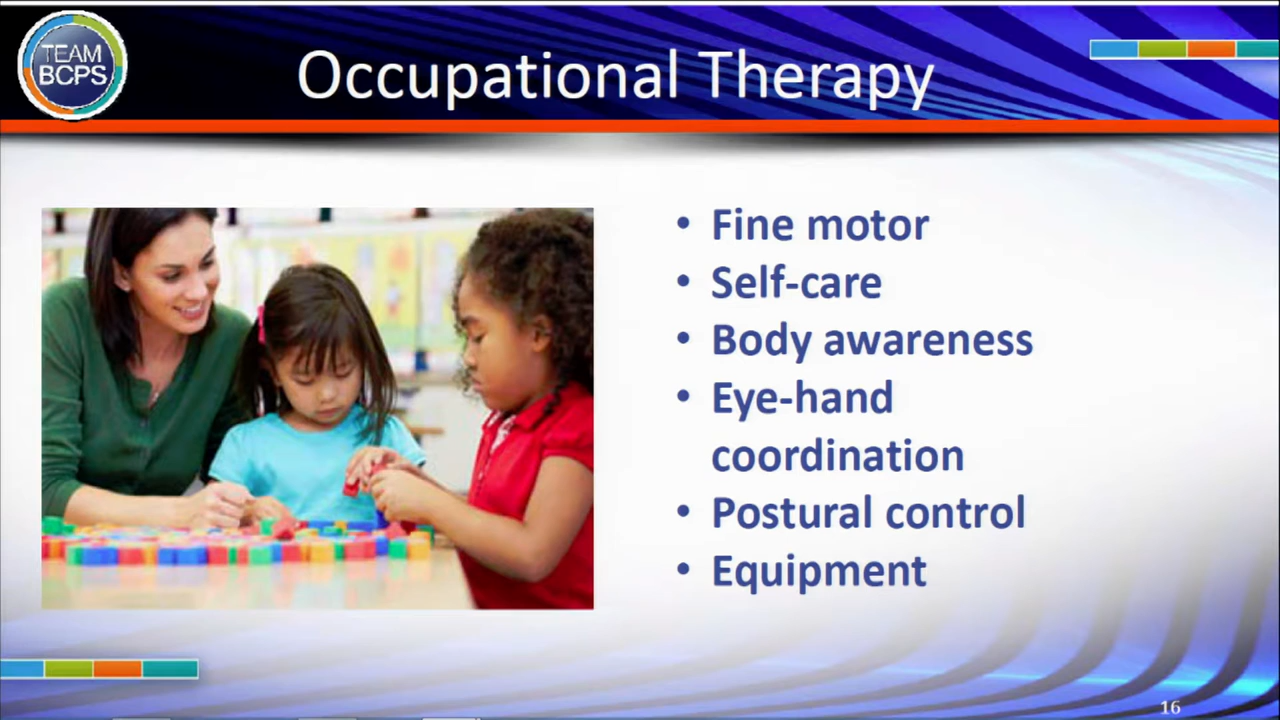 TEAM
BCPS
Occupational Therapy
• Fine motor
• Self-care
• Body awareness
• Eye-hand
coordination
• Postural control
• Equipment
16